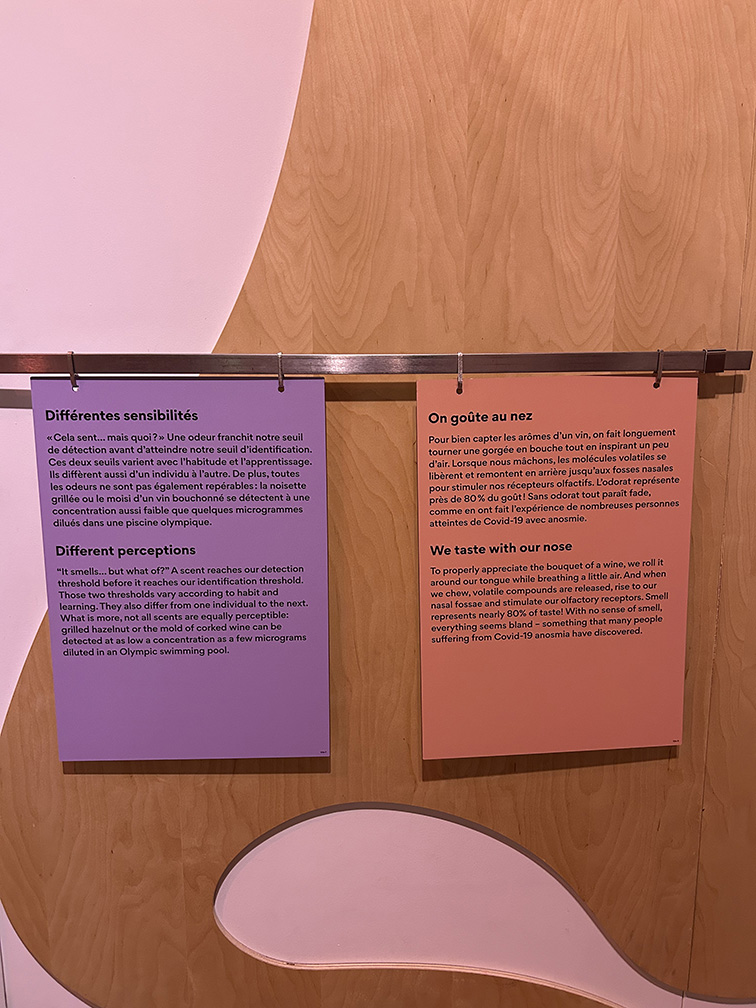 Différentes sensibilités
« Cela sent... mais quoi ? » Une odeur franchit notre seuil
de détection avant d'atteindre notre seuil d'identification.
Ces deux seuils varient avec l'habitude et l'apprentissage.
Ils diffèrent aussi d'un individu à l'autre. De plus, toutes
les odeurs ne sont pas également repérables : la noisette
grillée ou le moisi d'un vin bouchonné se détectent à une
concentration aussi faible que quelques microgrammes
dilués dans une piscine olympique.
Different perceptions
"It smells... but what of?" A scent reaches our detection
threshold before it reaches our identification threshold.
Those two thresholds vary according to habit and
learning. They also differ from one individual to the next.
What is more, not all scents are equally perceptible:
grilled hazelnut or the mold of corked wine can be
detected at as low a concentration as a few micrograms
diluted in an Olympic swimming pool.
On goûte au nez
Pour bien capter les arômes d'un vin, on fait longuement
tourner une gorgée en bouche tout en inspirant un peu
d'air. Lorsque nous mâchons, les molécules volatiles se
libèrent et remontent en arrière jusqu'aux fosses nasales
pour stimuler nos récepteurs olfactifs. L'odorat représente
près de 80 % du goût ! Sans odorat tout paraît fade,
comme en ont fait l'expérience de nombreuses personnes
atteintes de Covid-19 avec anosmie.
We taste with our nose
To properly appreciate the bouquet of a wine, we roll it
around our tongue while breathing a little air. And when
we chew, volatile compounds are released, rise to our
nasal fossae and stimulate our olfactory receptors. Smell
represents nearly 80% of taste! With no sense of smell,
everything seems bland – something that many people
suffering from Covid-19 anosmia have discovered.